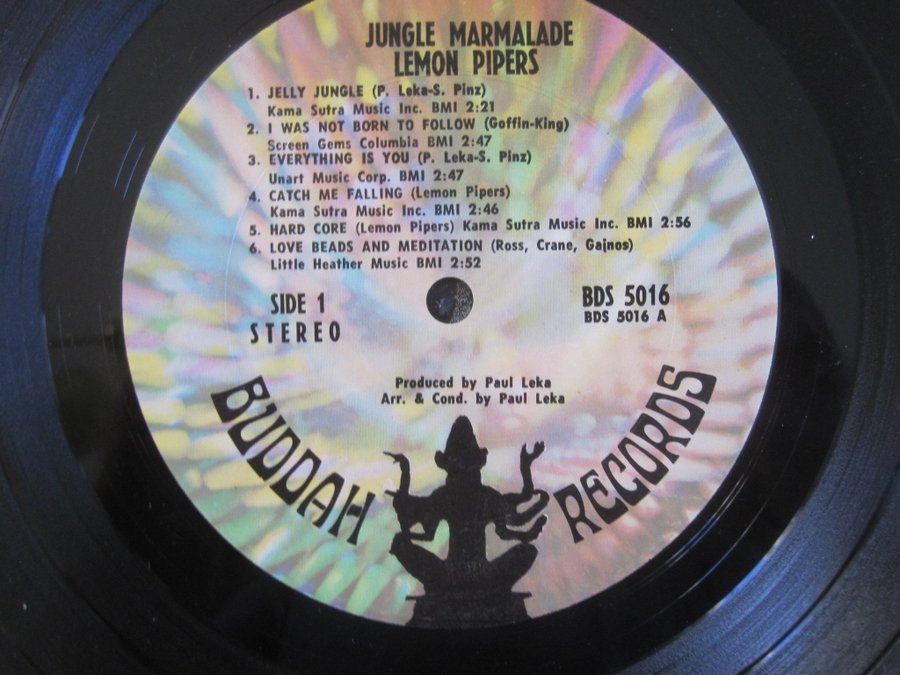 JUNGLE MARMALADE
LEMON PIPERS
1. JELLY JUNGLE (P. Leka-S. Pinz)
Kama Sutra Music Inc. BMI 2:21
2. I WAS NOT BORN TO FOLLOW (Goffin-King)
Screen Gems Columbia BMI 2:47
3. EVERYTHING IS YOU (P. Leka-S. Pinz)
Unart Music Corp. BMI 2:47
4. CATCH ME FALLING (Lemon Pipers)
Kama Sutra Music Inc. BMI 2:46
5. HARD CORE (Lemon Pipers) Kama Sutra Music Inc. BMI 2:56
6. LOVE BEADS AND MEDITATION (Ross, Crane, Gainos)
Little Heather Music BMI 2:52
SIDE 1
STEREO
BDS 5016
BDS 5016 A
Produced by Paul Leka
Arr. & Cond. by Paul Leka
BUDDAH RECORDS